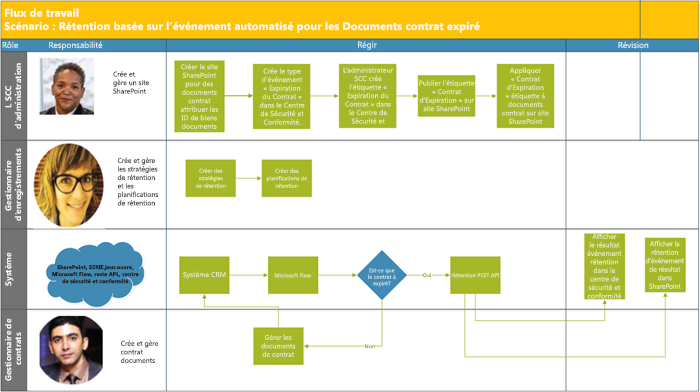 Flux de travail
Scénario : Rétention basée sur l'événement automatisé pour les Documents contrat expiré
Rôle
Responsabilité
Régir
Révision
L SCC
d'administration
Crée et
gère un site
SharePoint
Créer le site
SharePoint
pour des
documents
contrat
attribuer les
ID de biens
documents
Crée le type
d'événement
« Expiration
du Contrat »
dans le Centre
de Sécurité et
Conformité.
L'administrateur
SCC crée
l'étiquette «
Expiration du
Contrat » dans
le Centre de
Sécurité et
Publier l'étiquette
« Contrat
d'Expiration » sur
site SharePoint
Appliquer
« Contrat
d'Expiration »
étiquette à
documents
contrat sur site
SharePoint
Gestionnaire
d'enregistrements
Crée et gère
les stratégies
de rétention
et les
planifications
de rétention
Créer des
stratégies
de rétention
Créer des
planifications de
rétention
Système
SharePoint, SERIE,jour,œuvre,
Microsoft Flow, reste API, centre
de sécurité et conformité
Système CRM
Microsoft Flow
Est-ce que
le contrat à
expiré?
Oui
Rétention PEST API
Afficher
le résultat
événement
rétention
dans le
centre de
sécurité et
conformité
Afficher la
rétention
d'événement
de résultat
dans
SharePoint
Gestionnaire de
contrats
Crée et gère
contrat
documents
Gérer les
documents
de contrat
Non